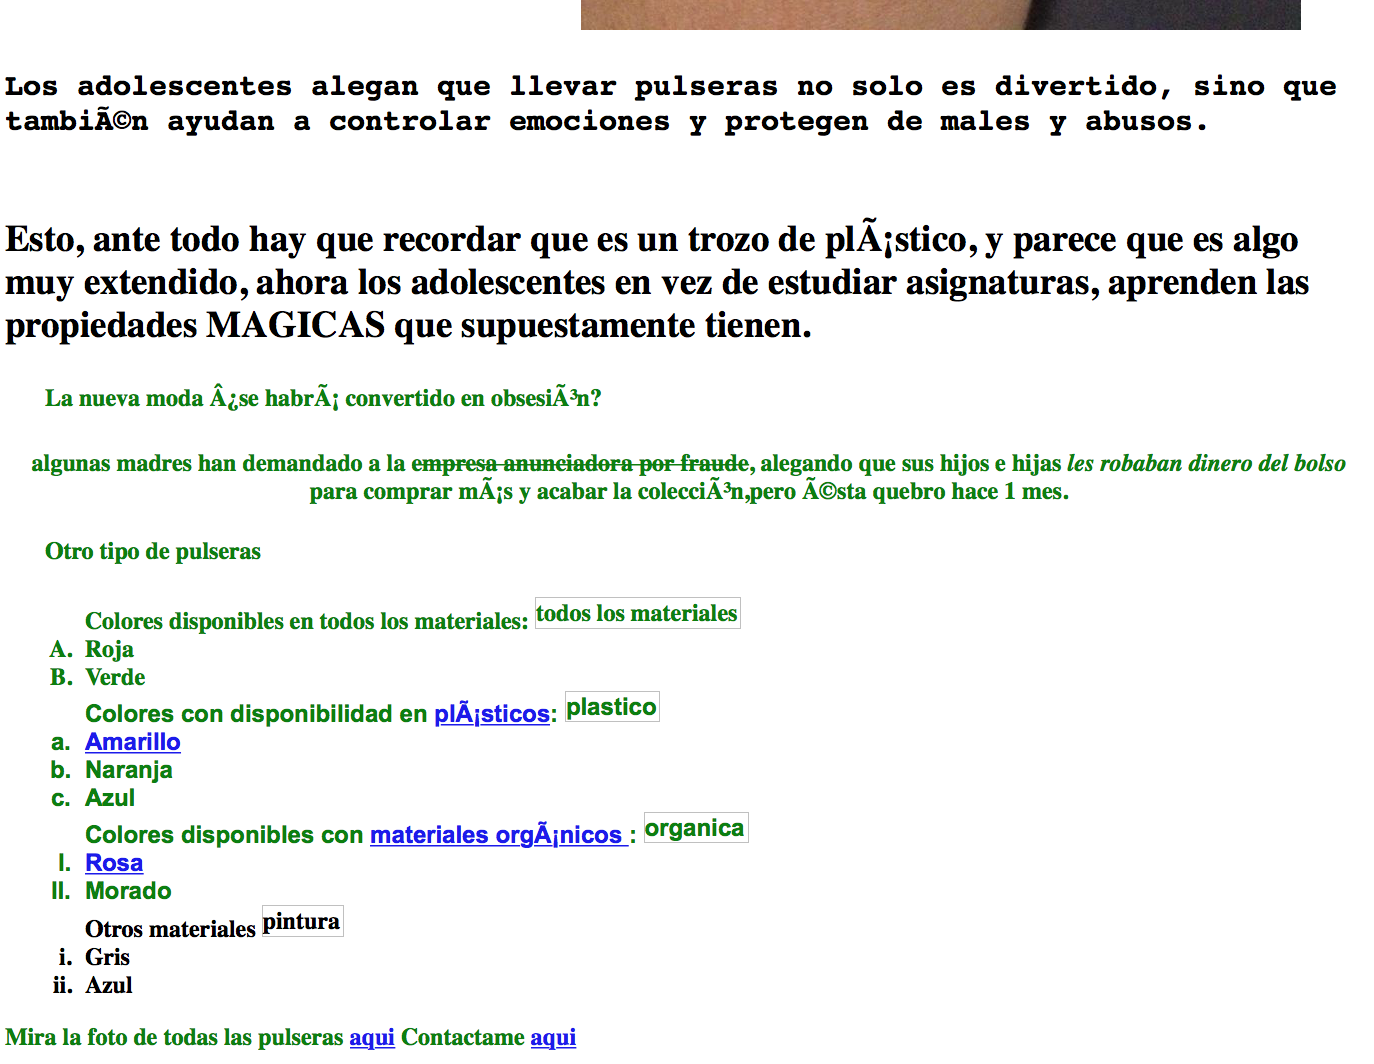 Los adolescentes alegan que llevar pulseras no solo es divertido, sino que
tambiÃ©n ayudan a controlar emociones y protegen de males y abusos.
Esto, ante todo hay que recordar que es un trozo de plÃ¡stico, y parece que es algo
muy extendido, ahora los adolescentes en vez de estudiar asignaturas, aprenden las
propiedades MAGICAS que supuestamente tienen.
La nueva moda Â¿se habrÃ¡ convertido en obsesiÃ³n?
algunas madres han demandado a la empresa anunciadora por fraude, alegando que sus hijos e hijas les robaban dinero del bolso
para comprar mÃ¡s y acabar la colecciÃ³n,pero Ã©sta quebro hace 1 mes.
Otro tipo de pulseras
Colores disponibles en todos los materiales: todos los materiales
A. Roja
B. Verde
Colores con disponibilidad en plÃ¡sticos: plastico
a. Amarillo
b. Naranja
c. Azul
Colores disponibles con materiales orgÃ¡nicos : organica
I. Rosa
II. Morado
Otros materiales pintura
i. Gris
ii. Azul
Mira la foto de todas las pulseras aqui Contactame aqui